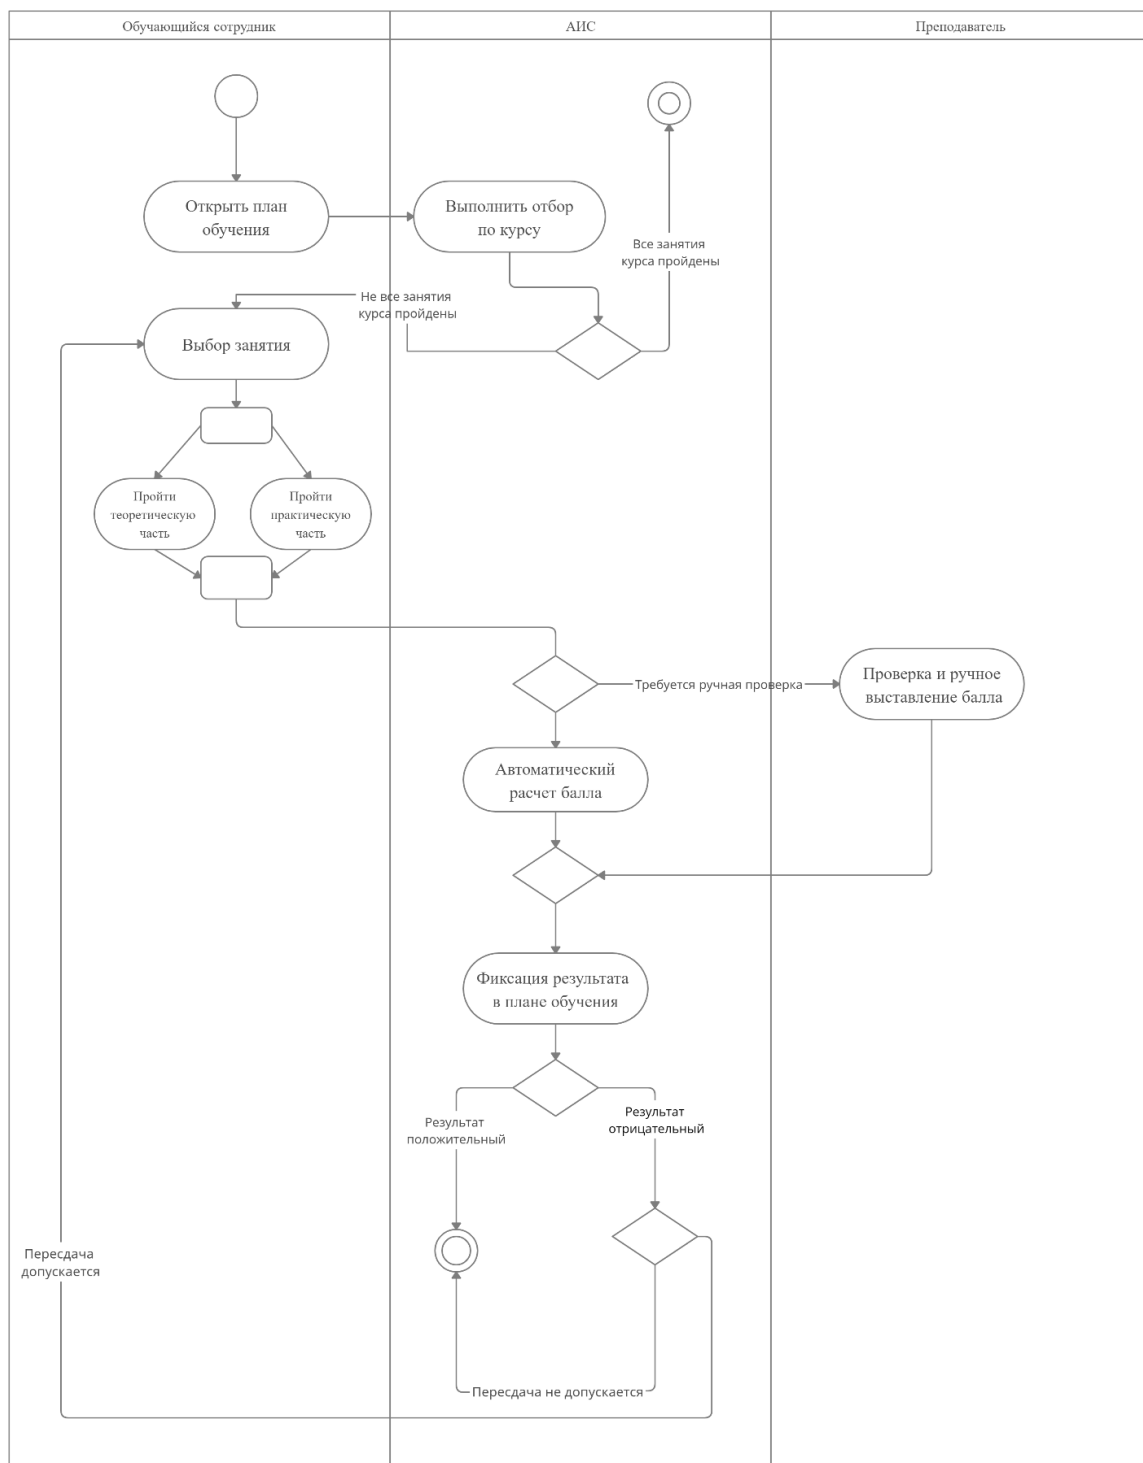 Обучающийся сотрудник
АИС
Преподаватель
Открыть план
обучения
Выполнить отбор
по курсу
Все занятия
курса пройдены
Не все занятия
курса пройдены
Выбор занятия
Пройти
теоретическую
часть
Пройти
практическую
часть
Требуется ручная проверка
Проверка и ручное
выставление балла
Автоматический
расчет балла
Фиксация результата
в плане обучения
Результат
положительный
Результат
отрицательный
Пересдача
допускается
Пересдача не допускается